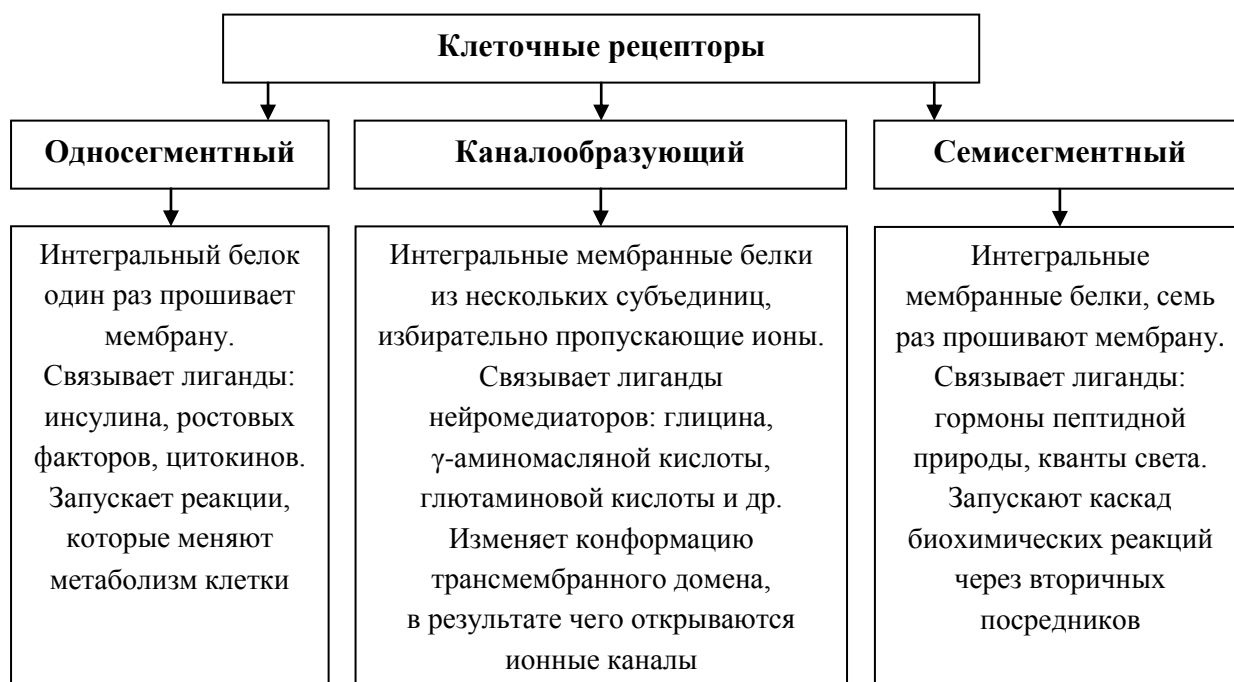 Клеточные рецепторы
Односегментный
Каналообразующий
Семисегментный
Интегральный белок
один раз прошивает
мембрану.
Связывает лиганды:
инсулина, ростовых
факторов, цитокинов.
Запускает реакции,
которые меняют
метаболизм клетки
Интегральные мембранные белки
из нескольких субъединиц,
избирательно пропускающие ионы.
Связывает лиганды
нейромедиаторов: глицина,
γ-аминомасляной кислоты,
глютаминовой кислоты и др.
Изменяет конформацию
трансмембранного домена,
в результате чего открываются
ионные каналы
Интегральные
мембранные белки, семь
раз прошивают мембрану.
Связывает лиганды:
гормоны пептидной
природы, кванты света.
Запускают каскад
биохимических реакций
через вторичных
посредников